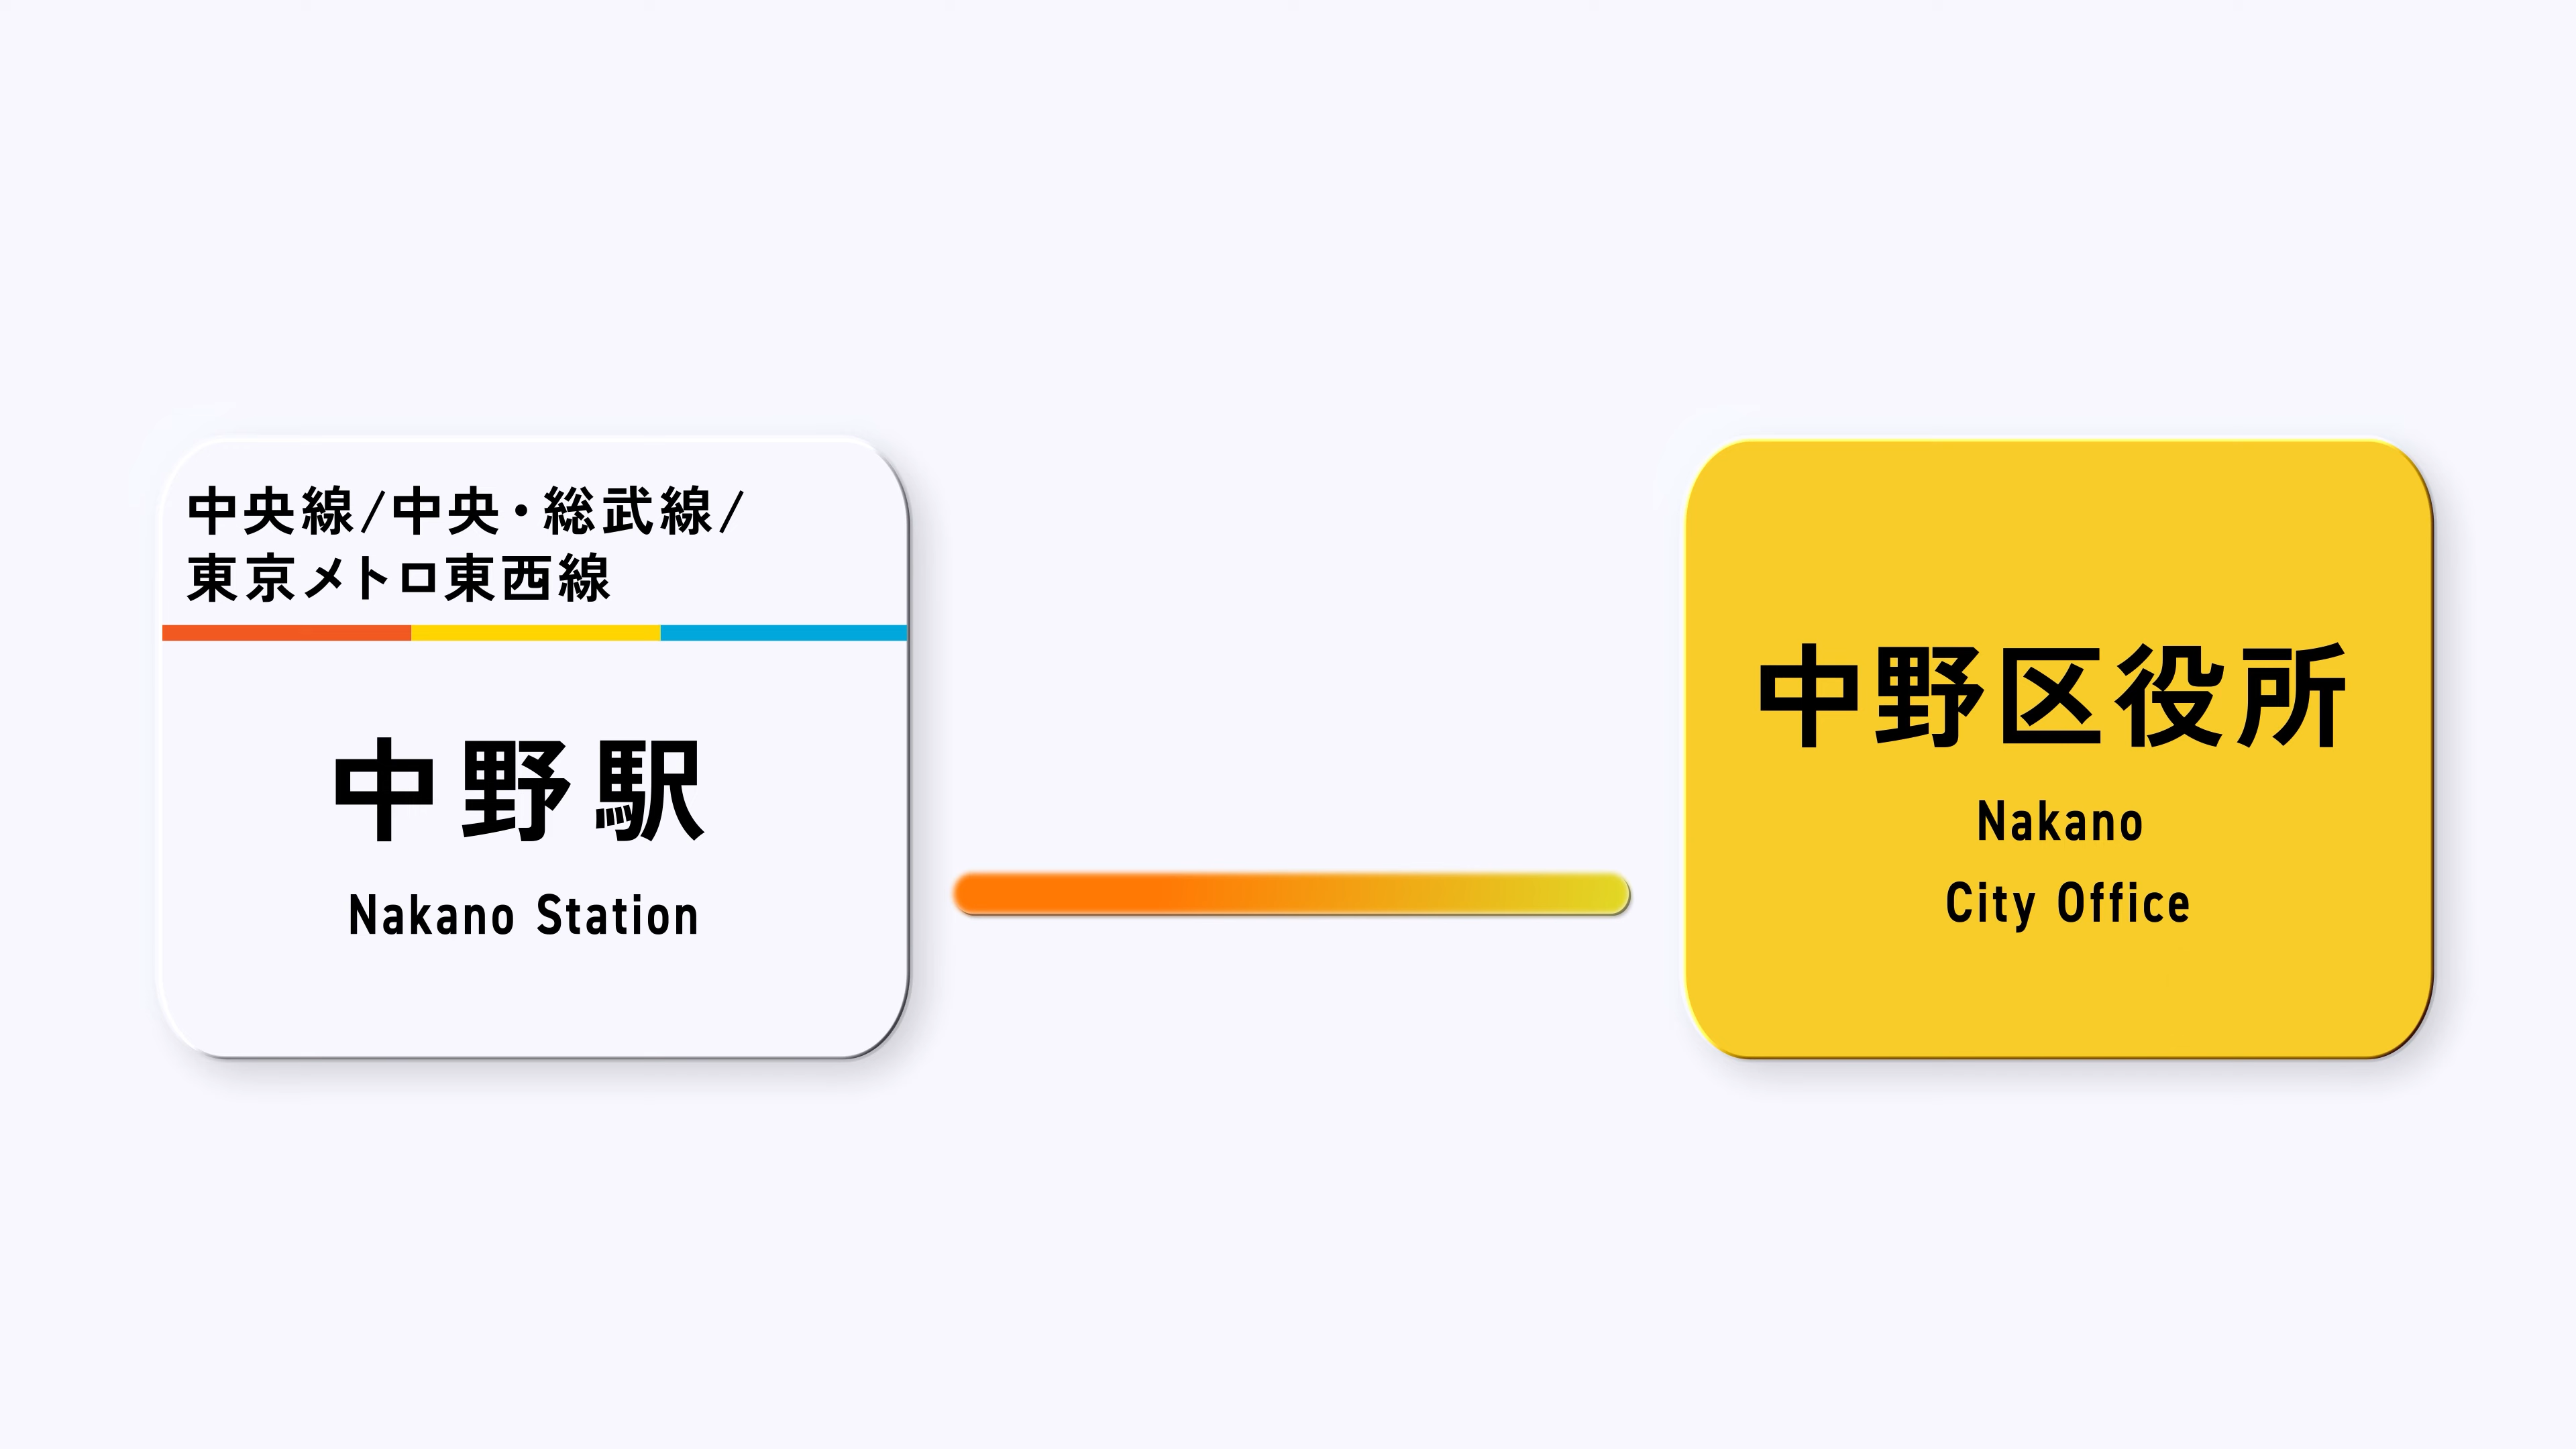 中央線/中央・総武線/
東京メトロ東西線
中野駅
Nakano Station
中野区役所
Nakano
City Office